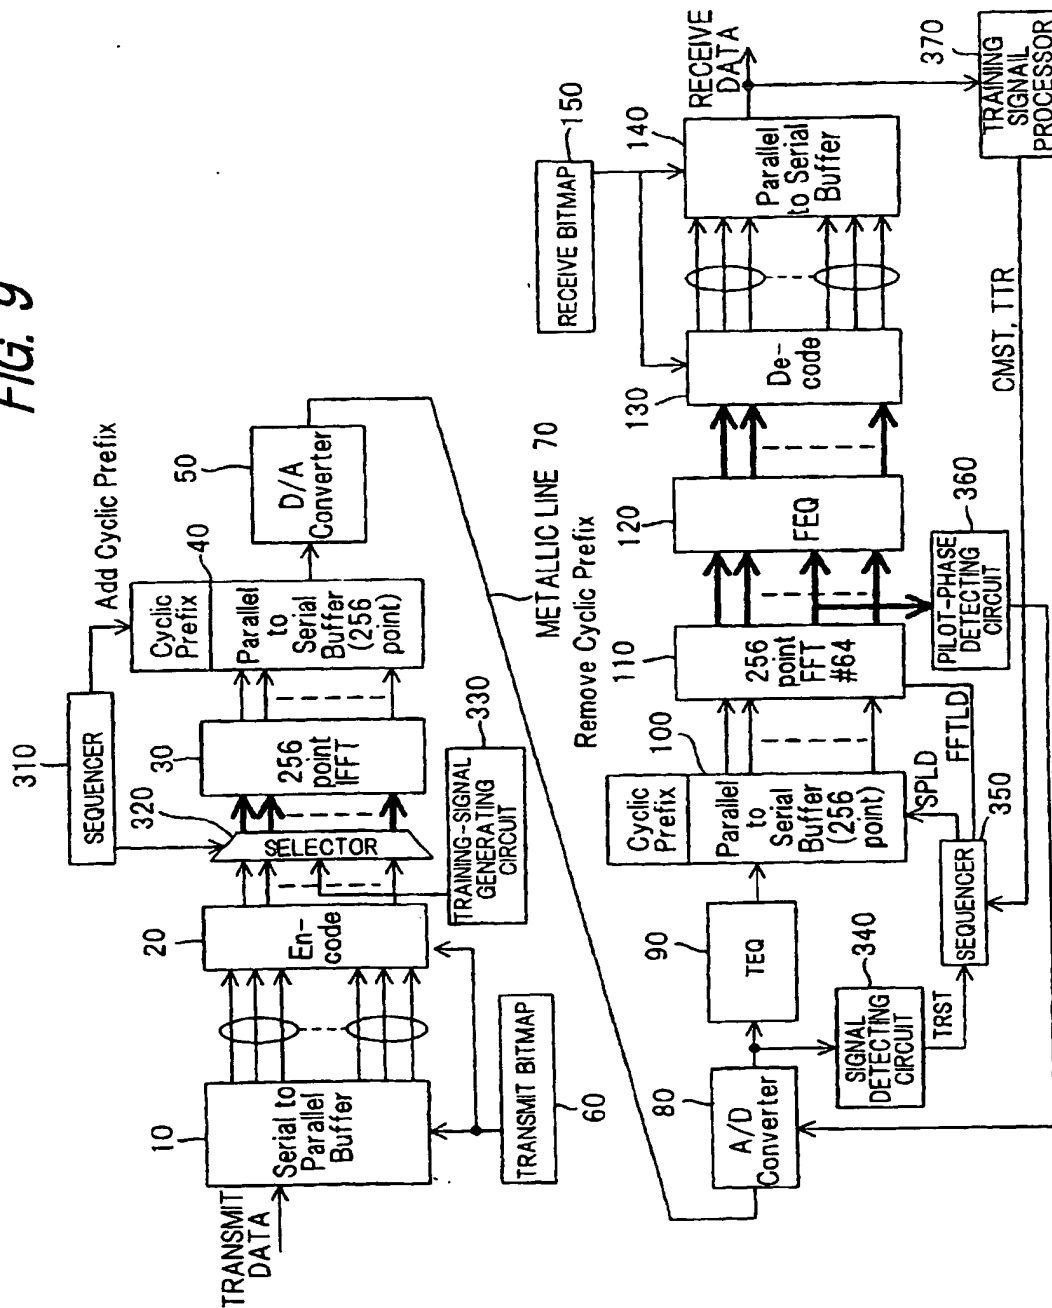 FIG. 9
TRANSMIT
DATA
10
Serial to
Parallel
Buffer
TRANSMIT BITMAP
60
20
En-
code
310
SEQUENCER
320
SELECTOR
TRAINING-SIGNAL
GENERATING
CIRCUIT
330
30
256
point
IFFT
Add Cyclic Prefix
Cyclic
Prefix
40
Parallel
to
Serial
Buffer
(256
point)
50
D/A
Converter
METALLIC LINE 70
Remove Cyclic Prefix
80
A/D
Converter
SIGNAL
DETECTING
CIRCUIT
340
TRST
90
TEQ
Cyclic
Prefix
100
Parallel
to
Serial
Buffer
(256
point)
SPLD
FFTLD
SEQUENCER
350
110
256
point
FFT
#64
PILOT-PHASE
DETECTING
CIRCUIT
360
120
FEQ
130
De-
code
RECEIVE BITMAP
150
140
Parallel
to Serial
Buffer
RECEIVE
DATA
CMST, TTR
370
TRAINING
SIGNAIL
PROCESSOR